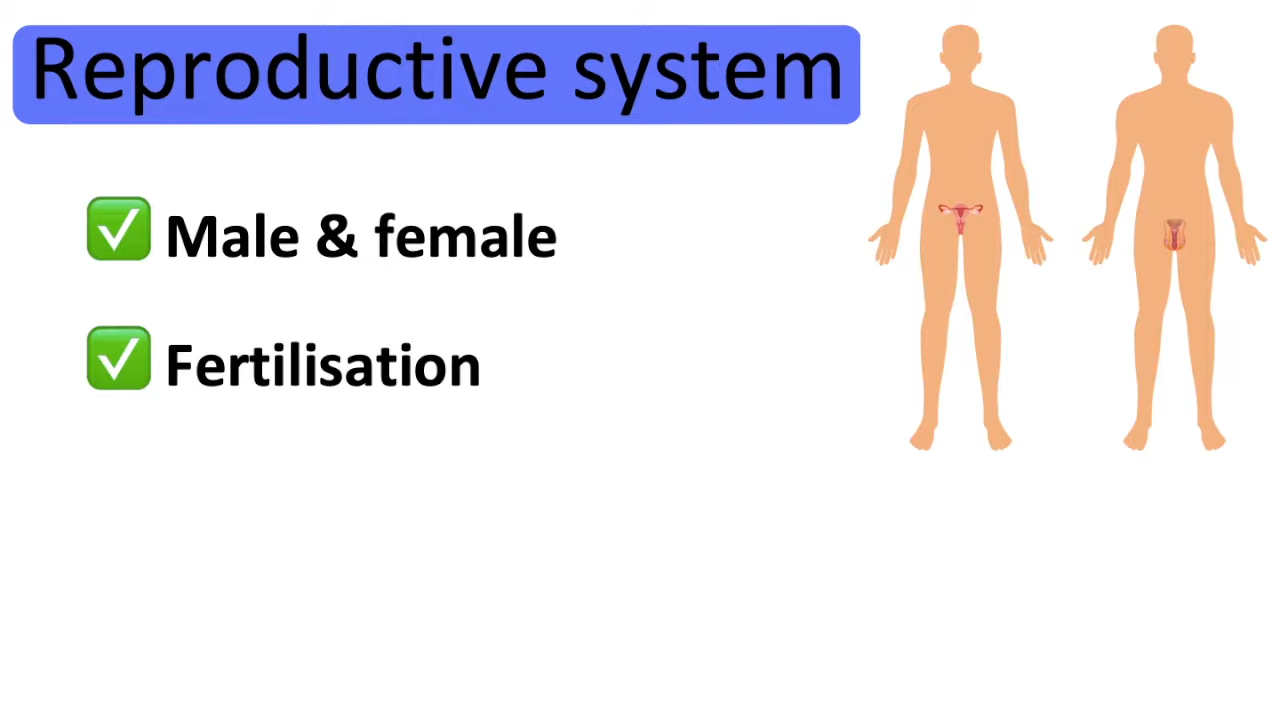 Reproductive system
✅ Male & female
✅ Fertilisation